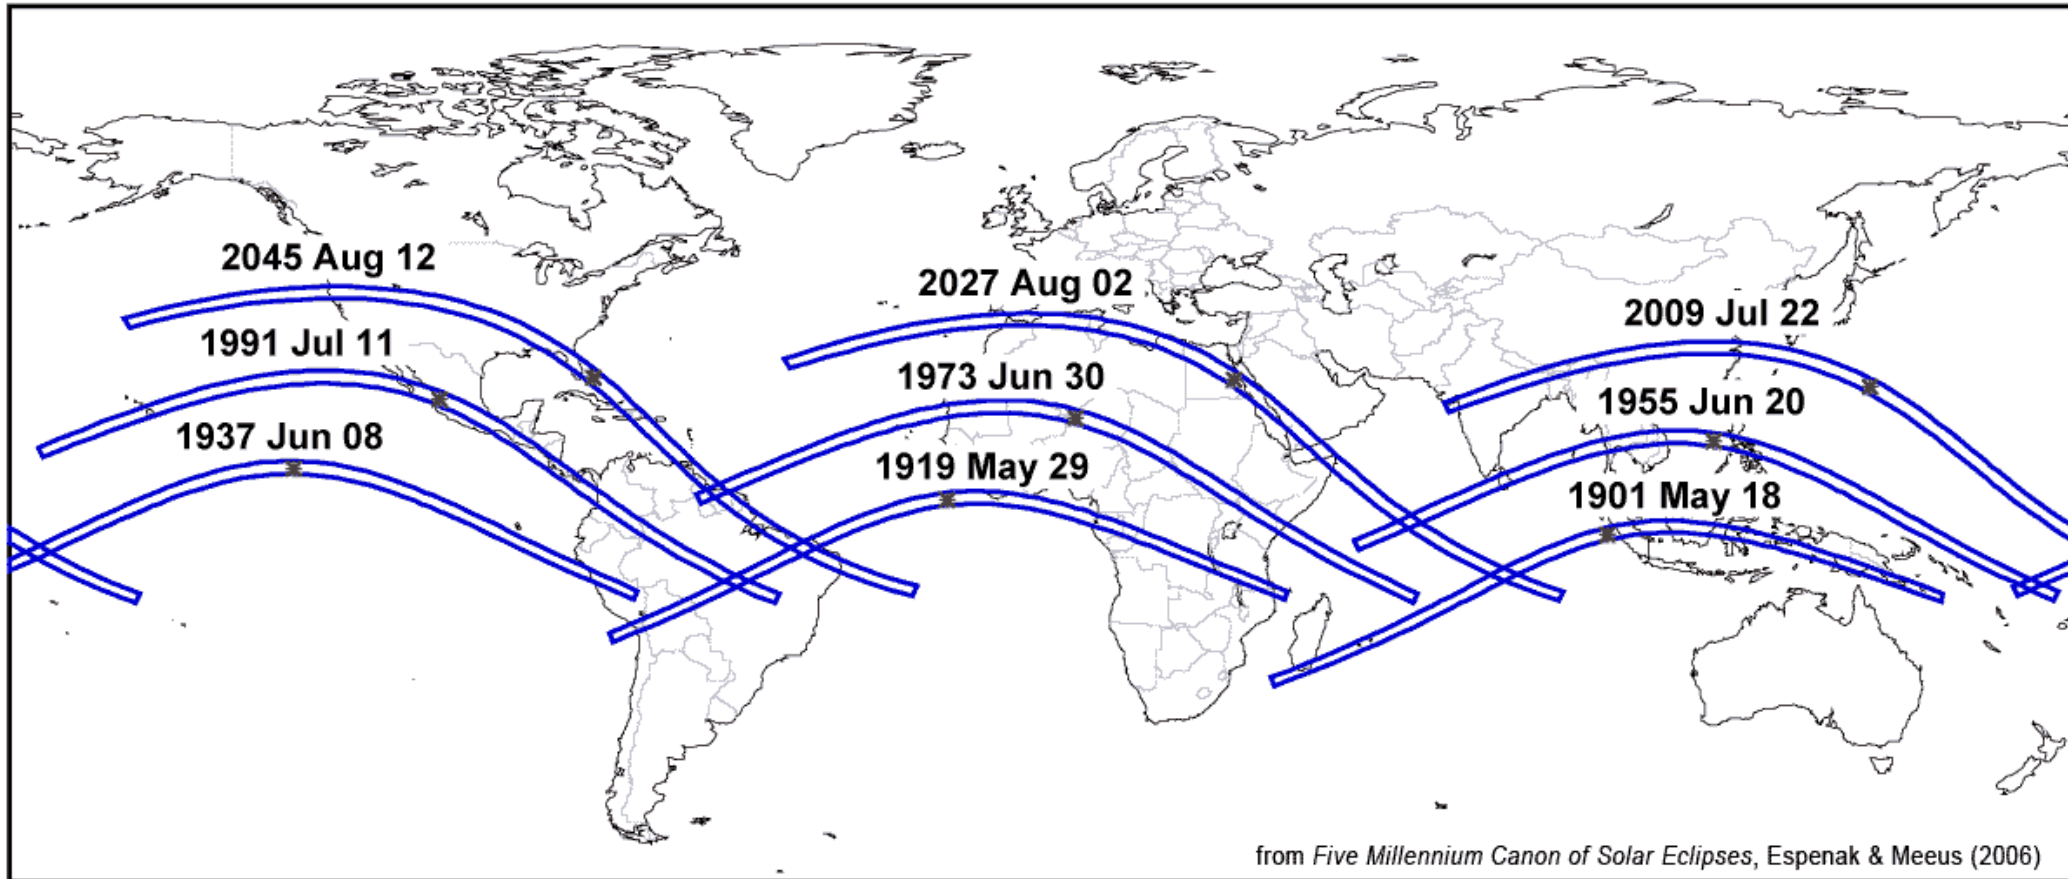 2045 Aug 12
2027 Aug 02
2009 Jul 22
1991 Jul 11
1973 Jun 30
1955 Jun 20
1937 Jun 08
1919 May 29
1901 May 18
from Five Millennium Canon of Solar Eclipses, Espenak & Meeus (2006)